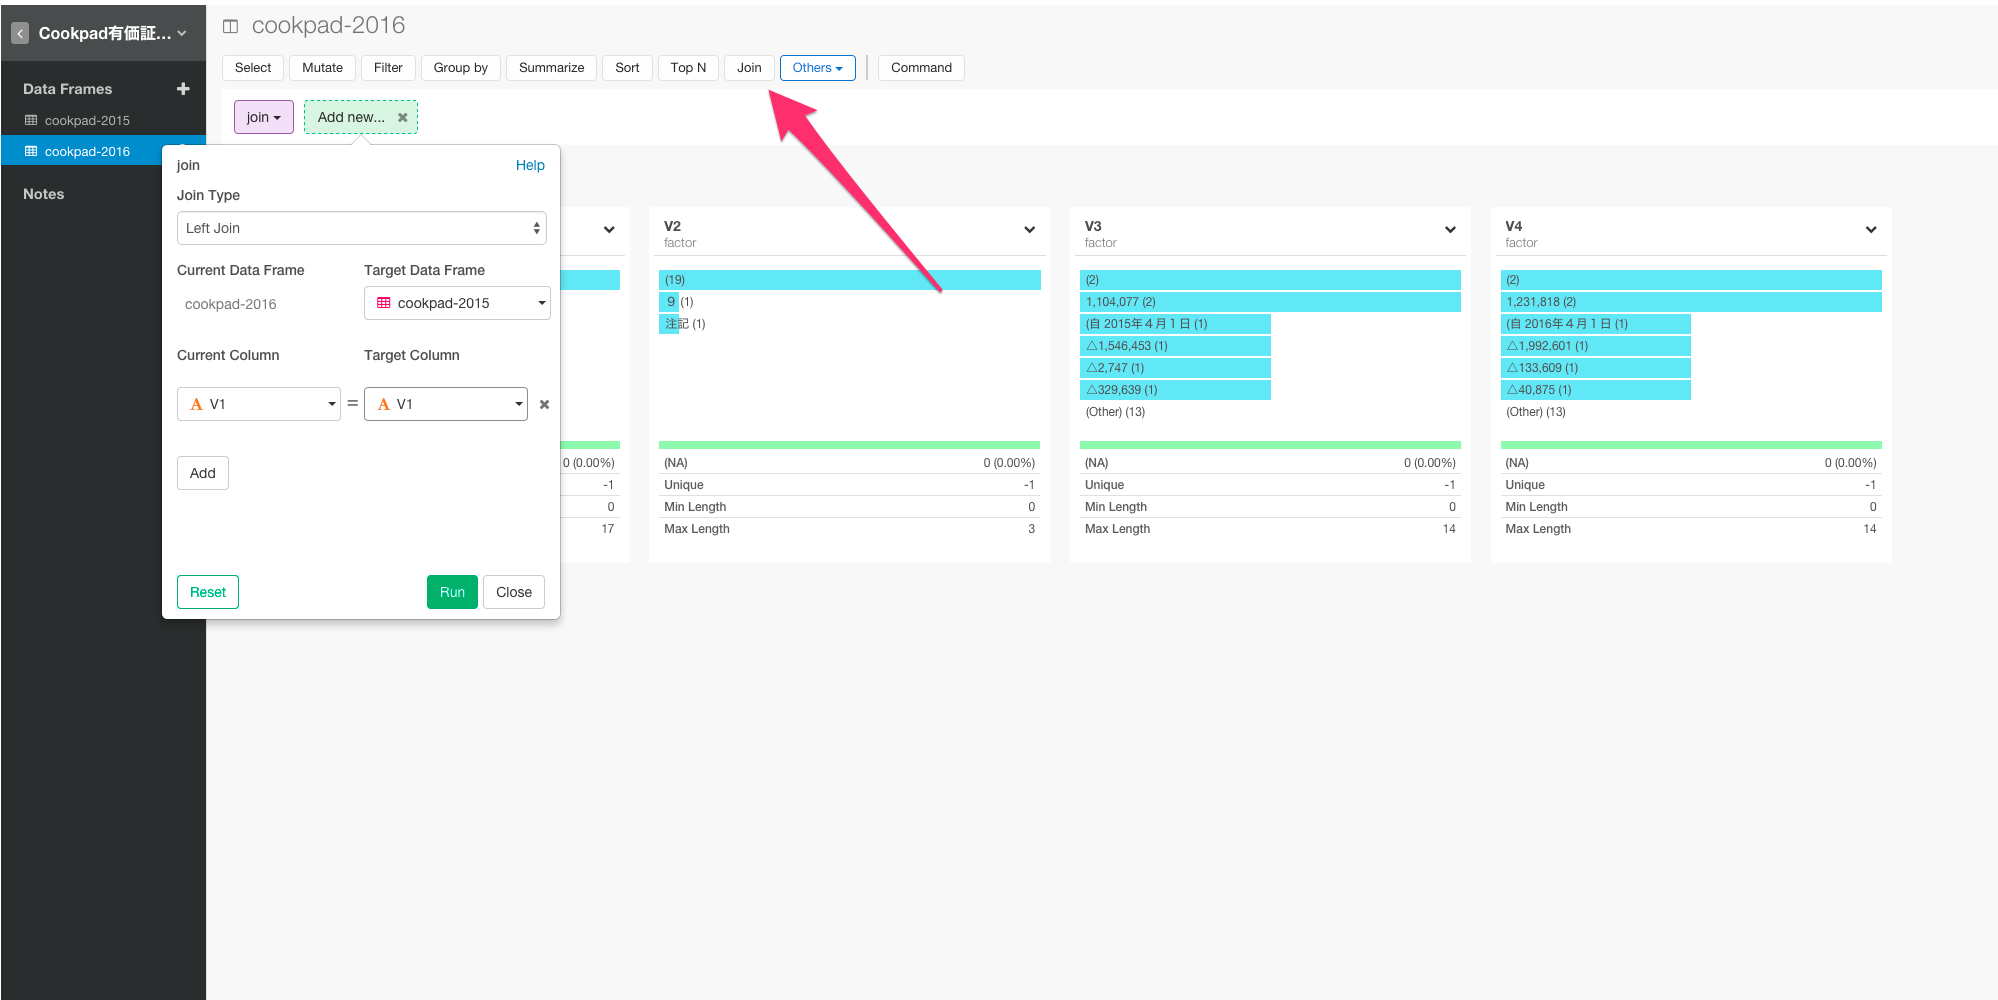 Cookpad有価証...
cookpad-2016
Select Mutate Filter Group by Summarize Sort Top N Join Others Command
Data Frames
cookpad-2015
cookpad-2016
Notes
join Add new...
join Help
Join Type
Left Join
Current Data Frame Target Data Frame
cookpad-2016 cookpad-2015
Current Column Target Column
A V1 = A V1
Add
Reset Run Close
0 (0.00%)
-1
0
17
V2
factor
(19)
9 (1)
注記 (1)
(NA) 0 (0.00%)
Unique -1
Min Length 0
Max Length 3
V3
factor
(2)
1,104,077 (2)
(自 2015年４月１日 (1)
△1,546,453 (1)
△2,747 (1)
△329,639 (1)
(Other) (13)
(NA) 0 (0.00%)
Unique -1
Min Length 0
Max Length 14
V4
factor
(2)
1,231,818 (2)
(自 2016年４月１日 (1)
△1,992,601 (1)
△133,609 (1)
△40,875 (1)
(Other) (13)
(NA) 0 (0.00%)
Unique -1
Min Length 0
Max Length 14